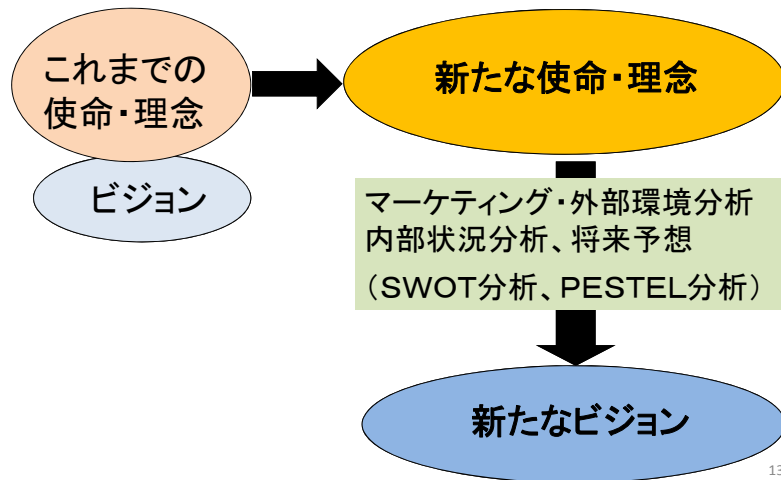 これまでの
使命・理念
新たな使命・理念
ビジョン
マーケティング・外部環境分析
内部状況分析、将来予想
（SWOT分析、PESTEL分析）
新たなビジョン
13